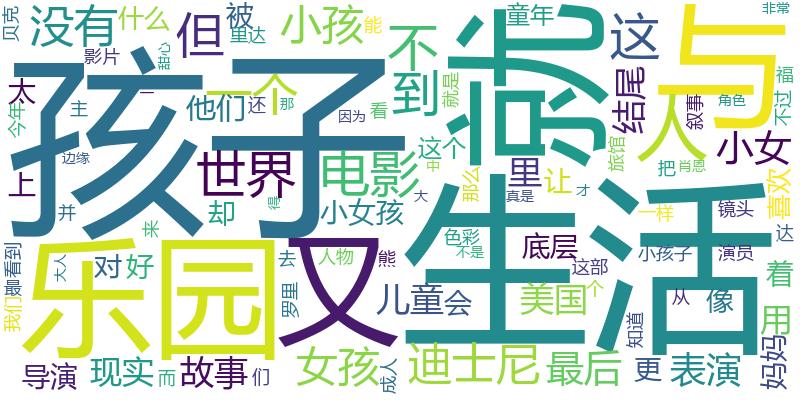 贝克
没有
什么
但
被
里达
小孩
能
童年
这
与
非常
影片
甜心
不
到
就
结尾
人
太
今年
主
一
一个
他们
还
那
因为
看
就是
叙事
角色
不过
福
孩子
边缘
世界
电影
这个
中
那么
里
让
旅馆
把
肖恩
小女
喜欢
上
并
来
却
得
小女孩
大
真是
才
一样
镜头
达
我们
看到
大人
乐园
对
好
又
去
罗里
人物
熊
色彩
不是
生活
底层
这部
个
小孩子
演员
着
从
像
用
儿童
会
美国
知道
导演
现实
而
故事
们
女孩
成人
迪士尼
最后
更
表演
妈妈